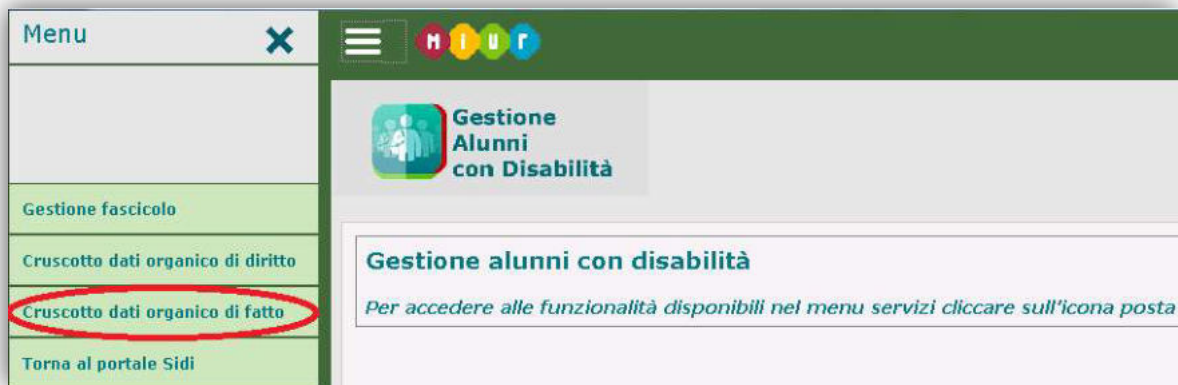 Menu
MIUR
Gestione
Alunni
con Disabilità
Gestione fascicolo
Cruscotto dati organico di diritto
Cruscotto dati organico di fatto
Torna al portale Sidi
Gestione alunni con disabilità
Per accedere alle funzionalità disponibili nel menu servizi cliccare sull'icona posta